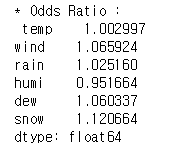 * Odds Ratio :
temp    1.002997
wind    1.065924
rain    1.025160
humi    0.951664
dew     1.060337
snow    1.120664
dtype: float64